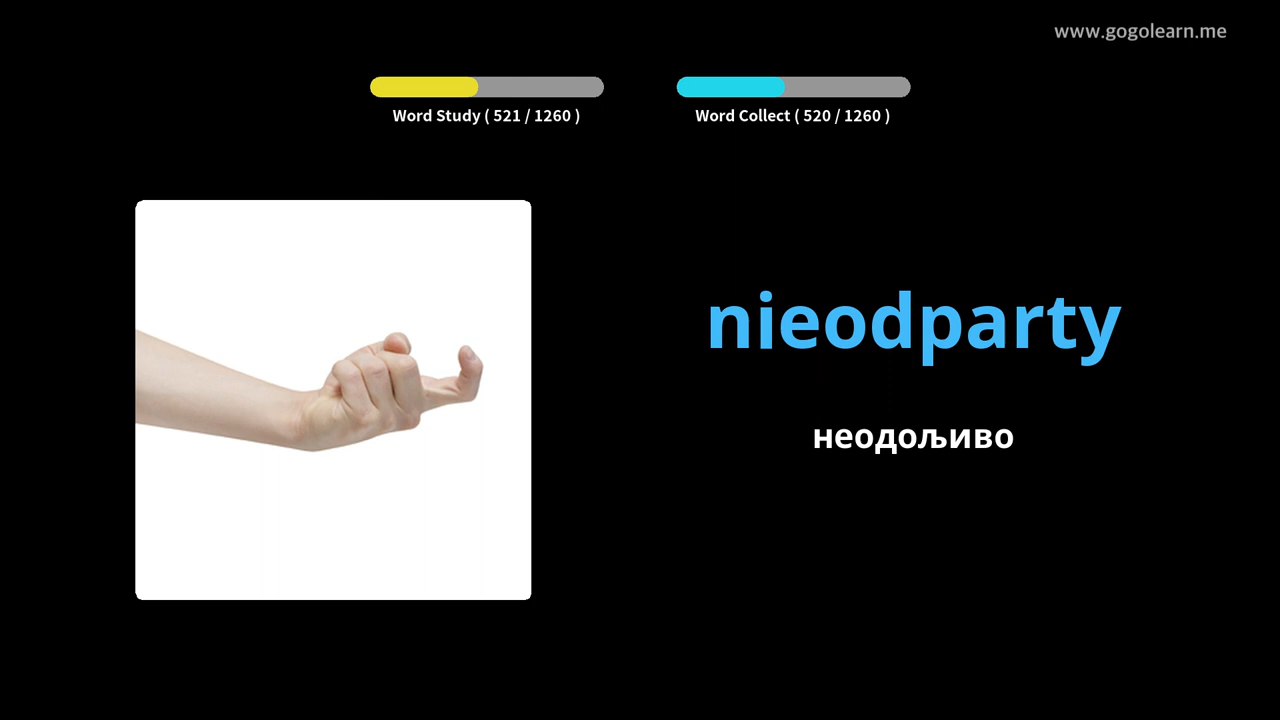 www.gogolearn.me
Word Study ( 521 / 1260 )
Word Collect ( 520 / 1260 )
nieodparty
неодољиво